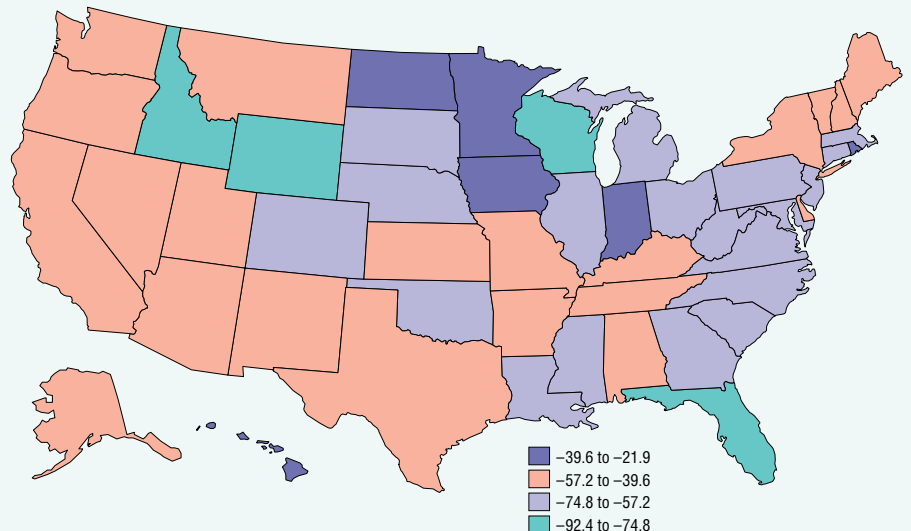 –39.6 to –21.9
–57.2 to –39.6
–74.8 to –57.2
–92.4 to –74.8